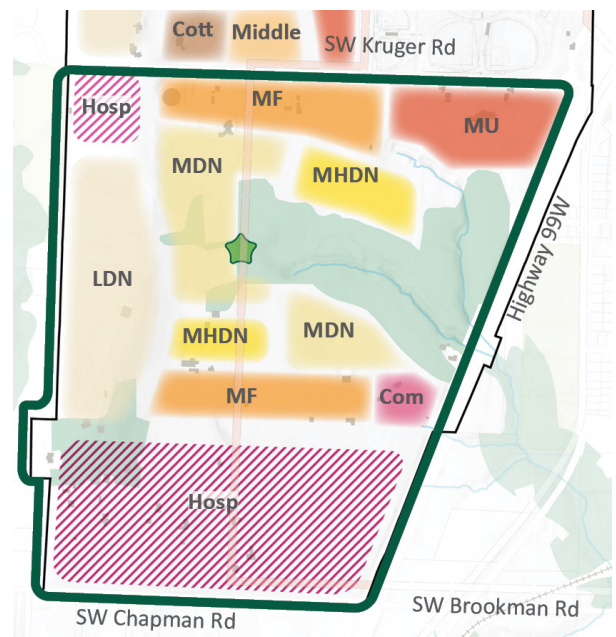 Cott
Middle
SW Kruger Rd
Hosp
MF
MU
MDN
MHDN
Highway 99W
LDN
MHDN
MDN
MF
Com
Hosp
SW Chapman Rd
SW Brookman Rd